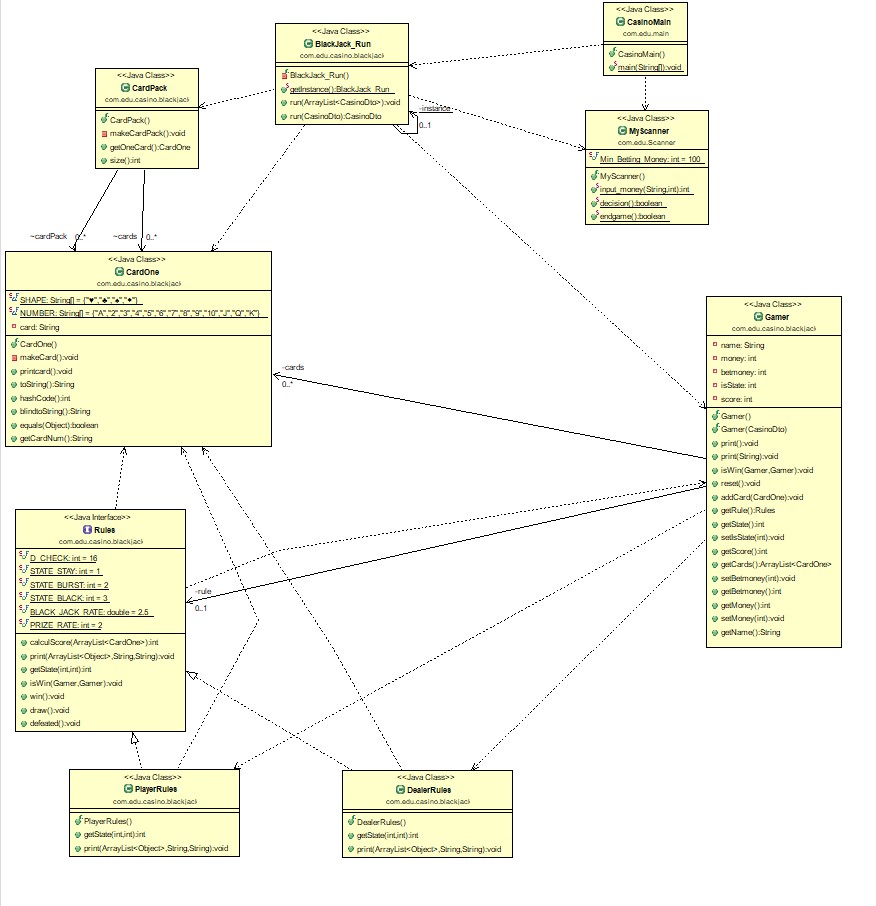 <<Java Class>>
CasinoMain
com.edu.main
CasinoMain()
main(String[]):void
<<Java Class>>
BlackJack_Run
com.edu.casino.blackjack
BlackJack_Run()
getInstance():BlackJack_Run
run(ArrayList<CasinoDto>):void
run(CasinoDto):CasinoDto
-instance
0..1
<<Java Class>>
CardPack
com.edu.casino.blackjack
CardPack()
makeCardPack():void
getOneCard():CardOne
size():int
<<Java Class>>
MyScanner
com.edu.Scanner
Min_Betting_Money: int = 100
MyScanner()
input_money(String,int):int
decision():boolean
endgame():boolean
~cardPack 0..*
~cards 0..*
<<Java Class>>
CardOne
com.edu.casino.blackjack
SHAPE: String[] = {"♥","♣","♠","♦"}
NUMBER: String[] = {"A","2","3","4","5","6","7","8","9","10","J","Q","K"}
card: String
CardOne()
makeCard():void
printcard():void
toString():String
hashCode():int
blindtoString():String
equals(Object):boolean
getCardNum():String
-cards
0..*
<<Java Class>>
Gamer
com.edu.casino.blackjack
name: String
money: int
betmoney: int
isState: int
score: int
Gamer()
Gamer(CasinoDto)
print():void
print(String):void
isWin(Gamer,Gamer):void
reset():void
addCard(CardOne):void
getRule():Rules
getState():int
setIsState(int):void
getScore():int
getCards():ArrayList<CardOne>
setBetmoney(int):void
getBetmoney():int
getMoney():int
setMoney(int):void
getName():String
<<Java Interface>>
Rules
com.edu.casino.blackjack
D_CHECK: int = 16
STATE_STAY: int = 1
STATE_BURST: int = 2
STATE_BLACK: int = 3
BLACK_JACK_RATE: double = 2.5
PRIZE_RATE: int = 2
calculScore(ArrayList<CardOne>):int
print(ArrayList<Object>,String,String):void
getState(int,int):int
isWin(Gamer,Gamer):void
win():void
draw():void
defeated():void
-rule
0..1
<<Java Class>>
PlayerRules
com.edu.casino.blackjack
PlayerRules()
getState(int,int):int
print(ArrayList<Object>,String,String):void
<<Java Class>>
DealerRules
com.edu.casino.blackjack
DealerRules()
getState(int,int):int
print(ArrayList<Object>,String,String):void